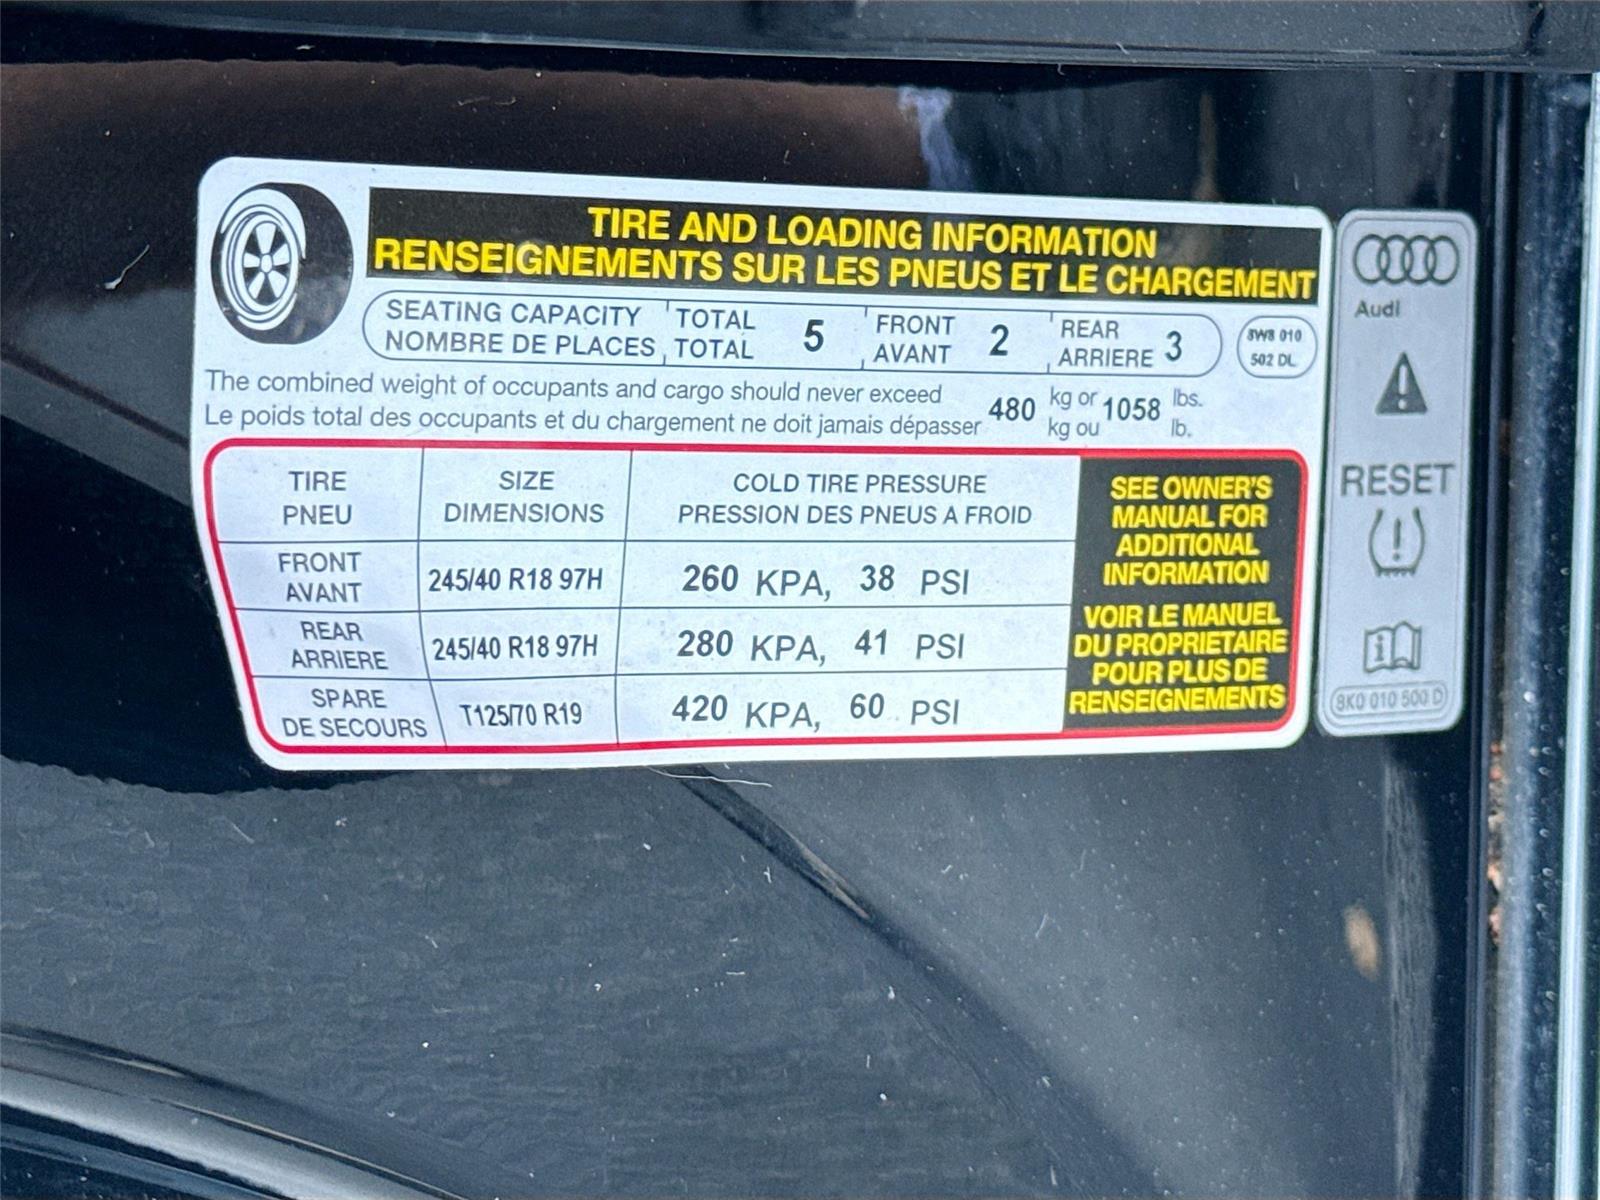 TIRE AND LOADING INFORMATION
RENSEIGNEMENTS SUR LES PNEUS ET LE CHARGEMENT
SEATING CAPACITY TOTAL 5 FRONT 2 REAR 3
NOMBRE DE PLACES TOTAL AVANT ARRIERE
8W8 010
502 DL
The combined weight of occupants and cargo should never exceed 480 kg or 1058 lbs.
Le poids total des occupants et du chargement ne doit jamais dépasser kg ou lb.
TIRE SIZE COLD TIRE PRESSURE
PNEU DIMENSIONS PRESSION DES PNEUS A FROID
FRONT
AVANT
245/40 R18 97H 260 KPA, 38 PSI
REAR
ARRIERE
245/40 R18 97H 280 KPA, 41 PSI
SPARE
DE SECOURS
T125/70 R19 420 KPA, 60 PSI
SEE OWNER'S
MANUAL FOR
ADDITIONAL
INFORMATION
VOIR LE MANUEL
DU PROPRIETAIRE
POUR PLUS DE
RENSEIGNEMENTS
Audi
RESET
8K0 010 500 D